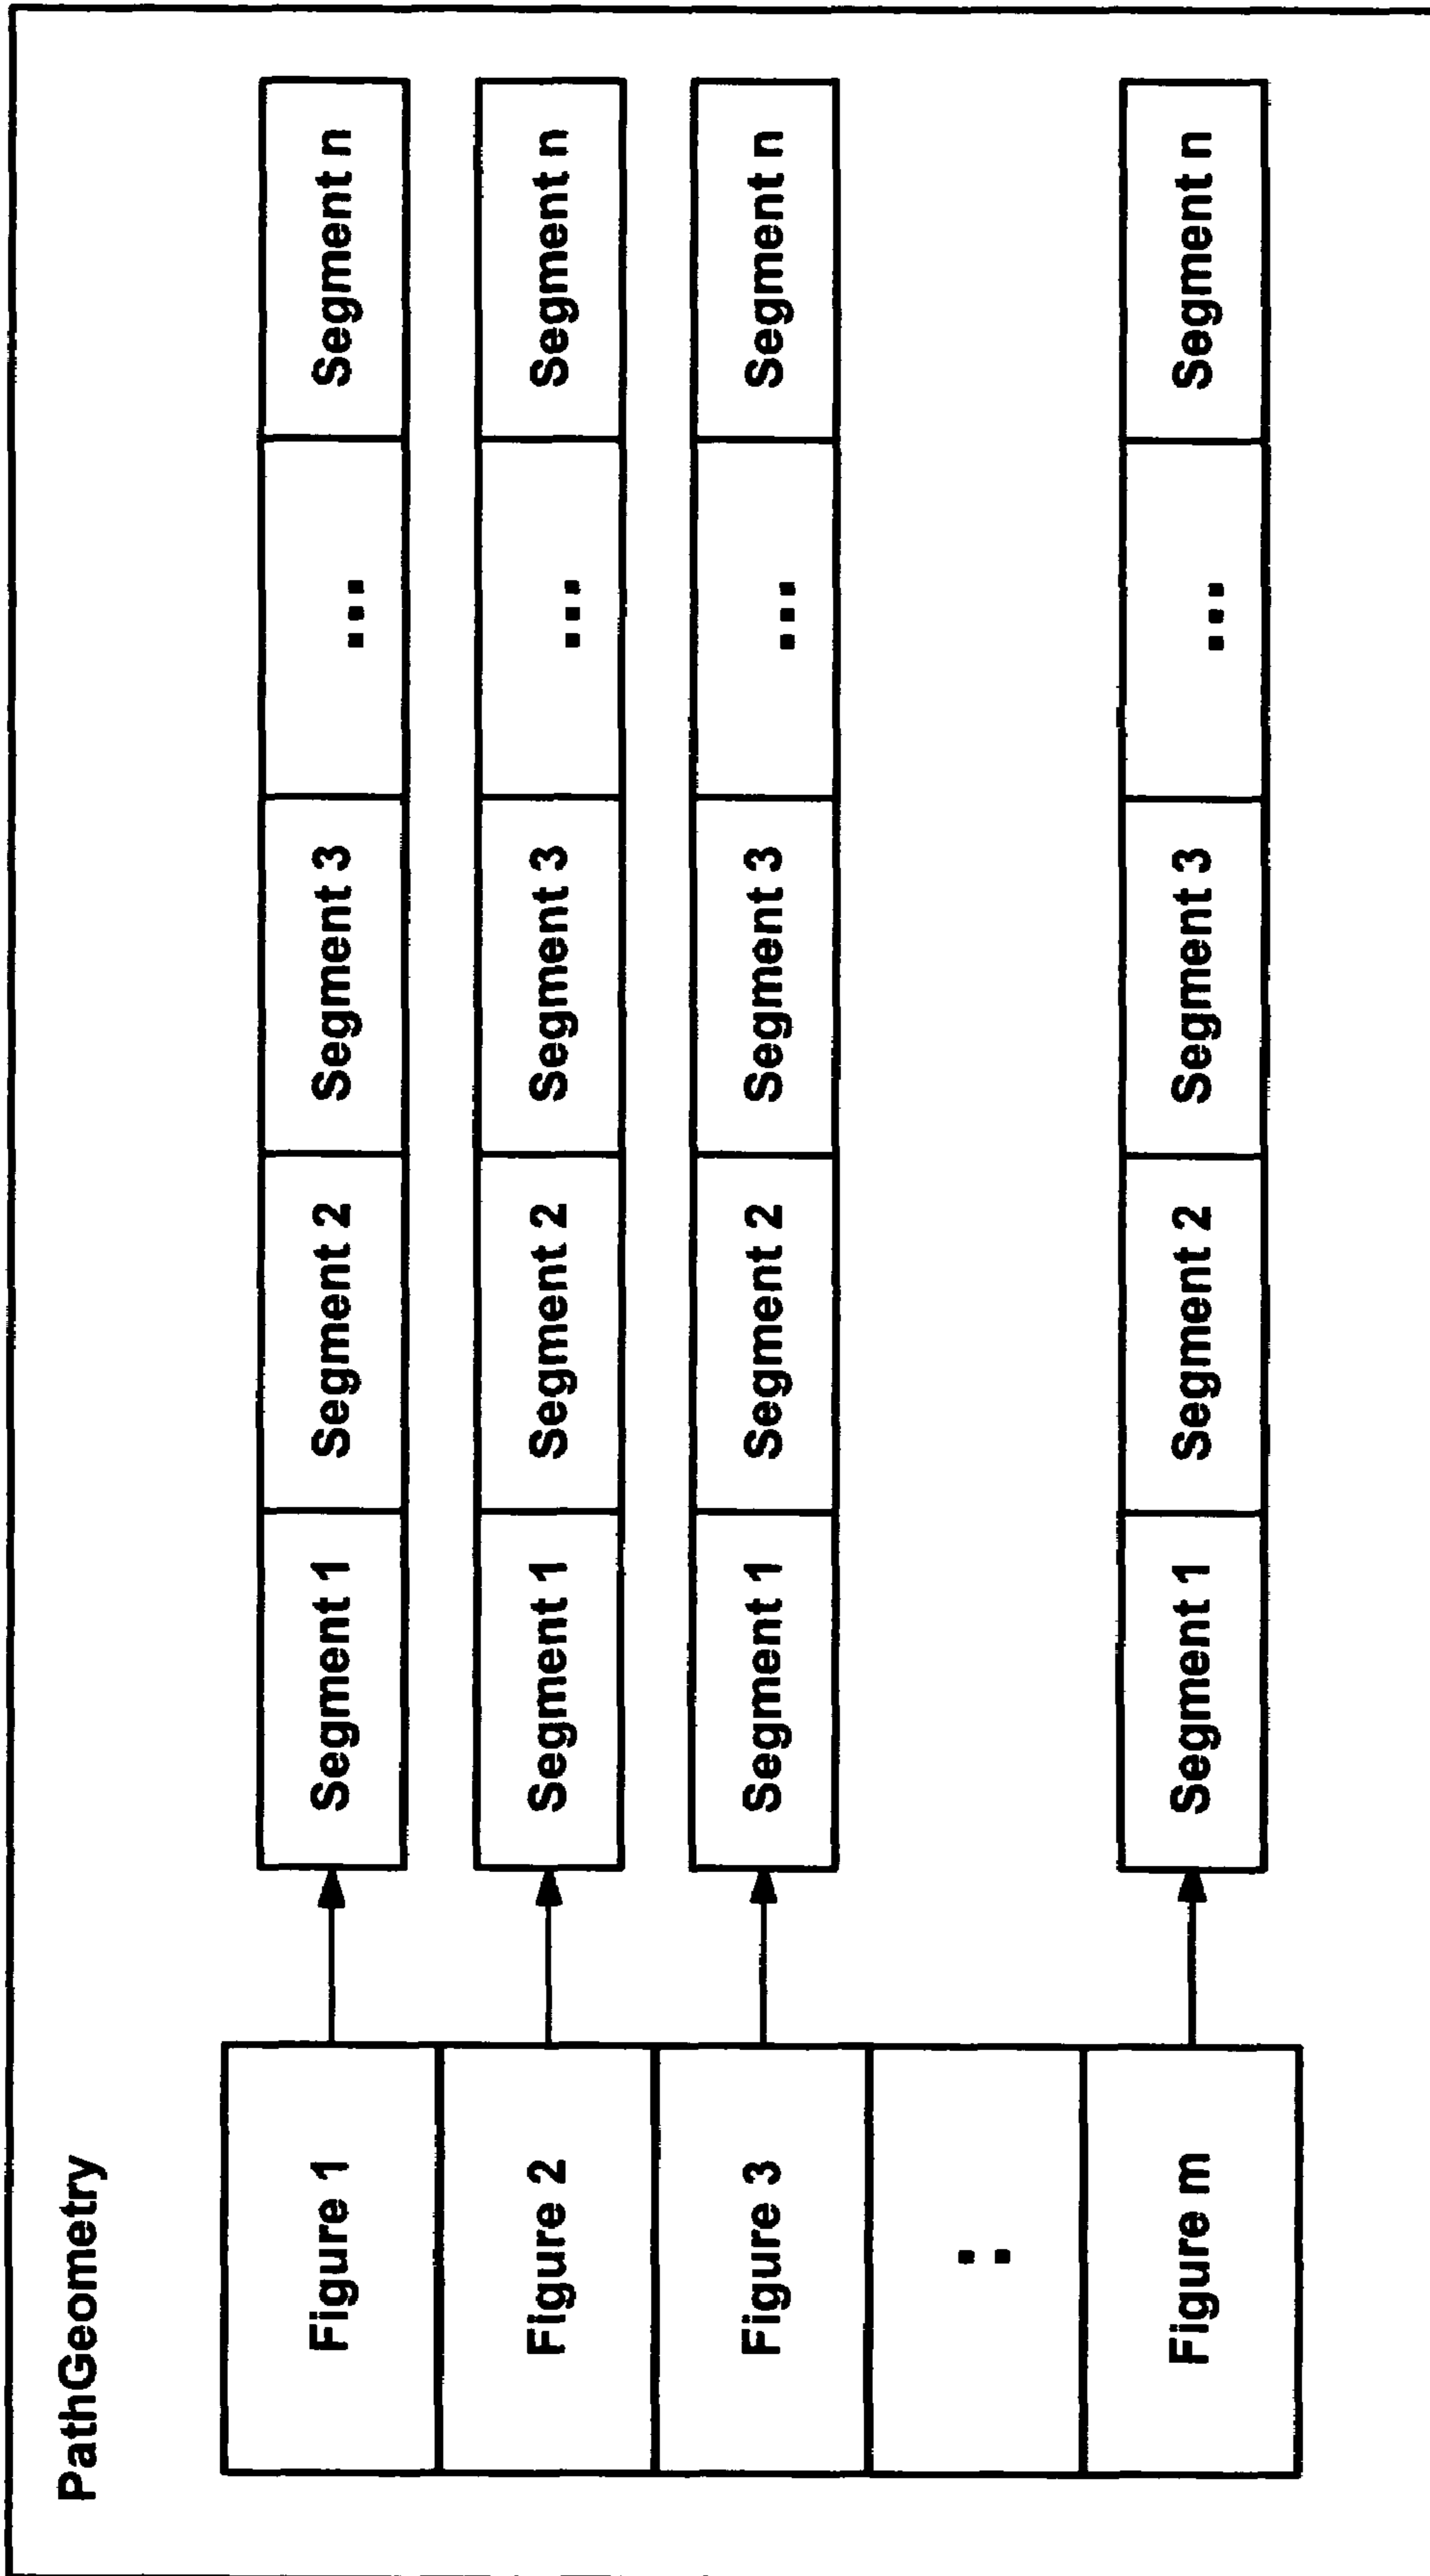 PathGeometry
Figure 1
Segment 1
Segment 2
Segment 3
...
Segment n
Figure 2
Segment 1
Segment 2
Segment 3
...
Segment n
Figure 3
Segment 1
Segment 2
Segment 3
...
Segment n
:
Figure m
Segment 1
Segment 2
Segment 3
...
Segment n